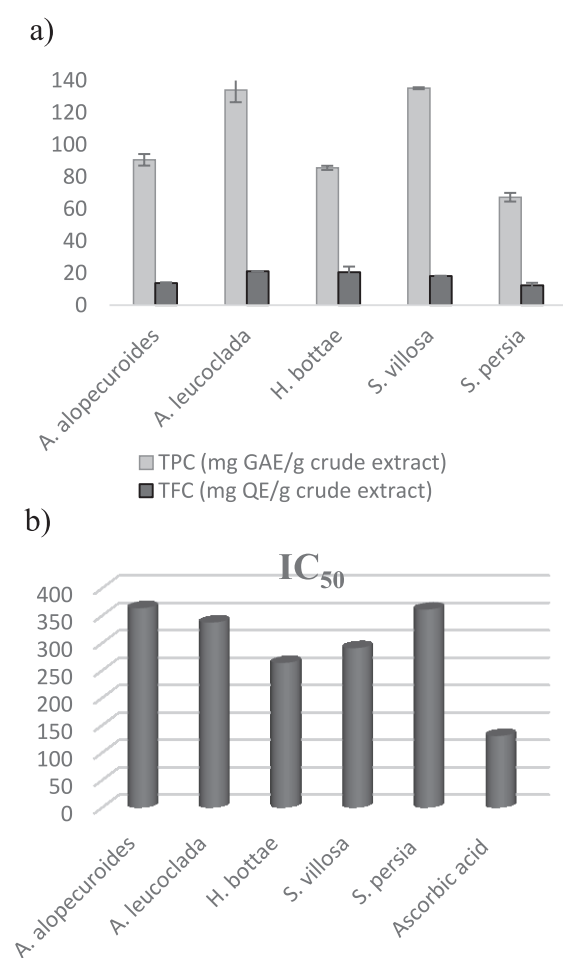 a)
140
120
100
80
60
40
20
0
A. alopecuroides
A. leucoclada
H. bottae
S. villosa
S. persia
TPC (mg GAE/g crude extract)
TFC (mg QE/g crude extract)
b)
IC50
400
350
300
250
200
150
100
50
0
A. alopecuroides
A. leucoclada
H. bottae
S. villosa
S. persia
Ascorbic acid